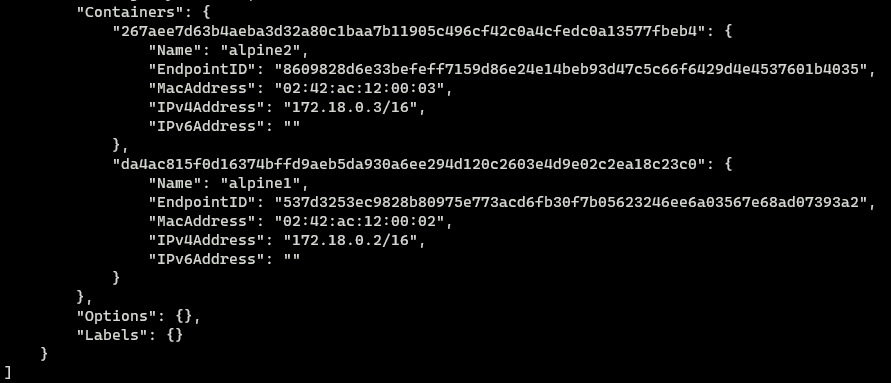 "Containers": {
"267aee7d63b4aeba3d32a80c1baa7b11905c496cf42c0a4cfedc0a13577fbeb4": {
"Name": "alpine2",
"EndpointID": "8609828d6e33befeff7159d86e24e14beb93d47c5c66f6429d4e4537601b4035",
"MacAddress": "02:42:ac:12:00:03",
"IPv4Address": "172.18.0.3/16",
"IPv6Address": ""
},
"da4ac815f0d16374bffd9aeb5da930a6ee294d120c2603e4d9e02c2ea18c23c0": {
"Name": "alpine1",
"EndpointID": "537d3253ec9828b80975e773acd6fb30f7b05623246ee6a03567e68ad07393a2",
"MacAddress": "02:42:ac:12:00:02",
"IPv4Address": "172.18.0.2/16",
"IPv6Address": ""
}
},
"Options": {},
"Labels": {}
}
]